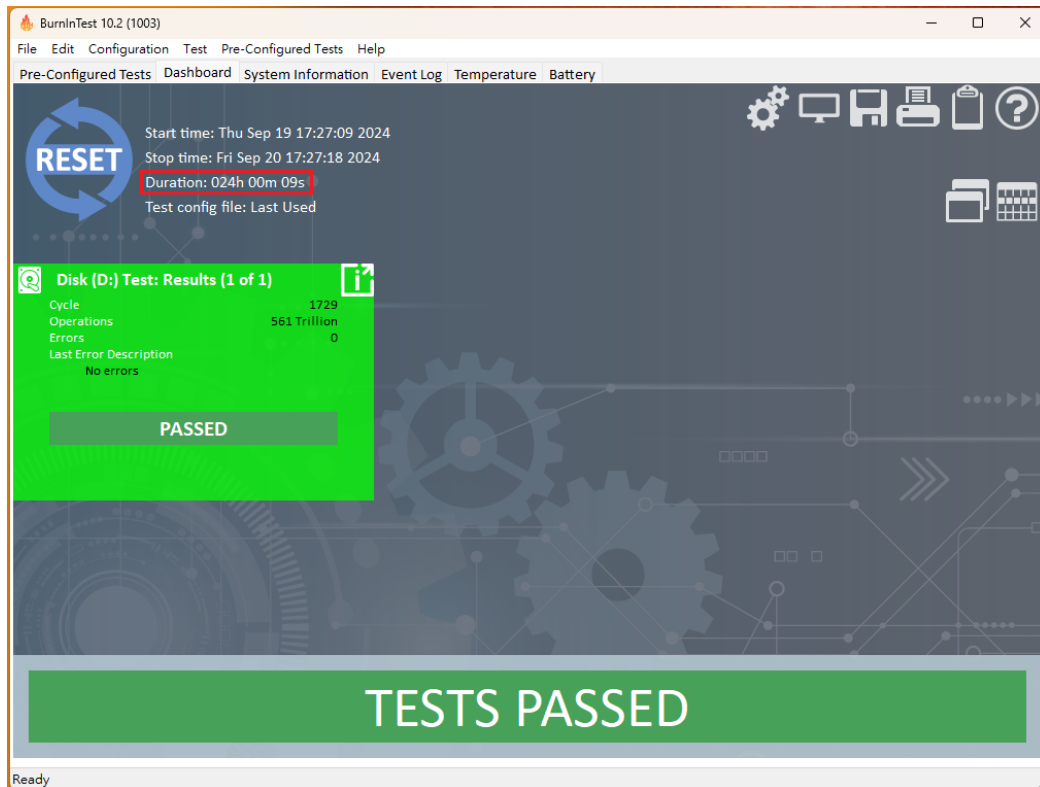 BurnInTest 10.2 (1003)
File Edit Configuration Test Pre-Configured Tests Help
Pre-Configured Tests Dashboard System Information Event Log Temperature Battery
RESET
Start time: Thu Sep 19 17:27:09 2024
Stop time: Fri Sep 20 17:27:18 2024
Duration: 024h 00m 09s
Test config file: Last Used
Disk (D:) Test: Results (1 of 1)
Cycle 1729
Operations 561 Trillion
Errors 0
Last Error Description
No errors
PASSED
TESTS PASSED
Ready